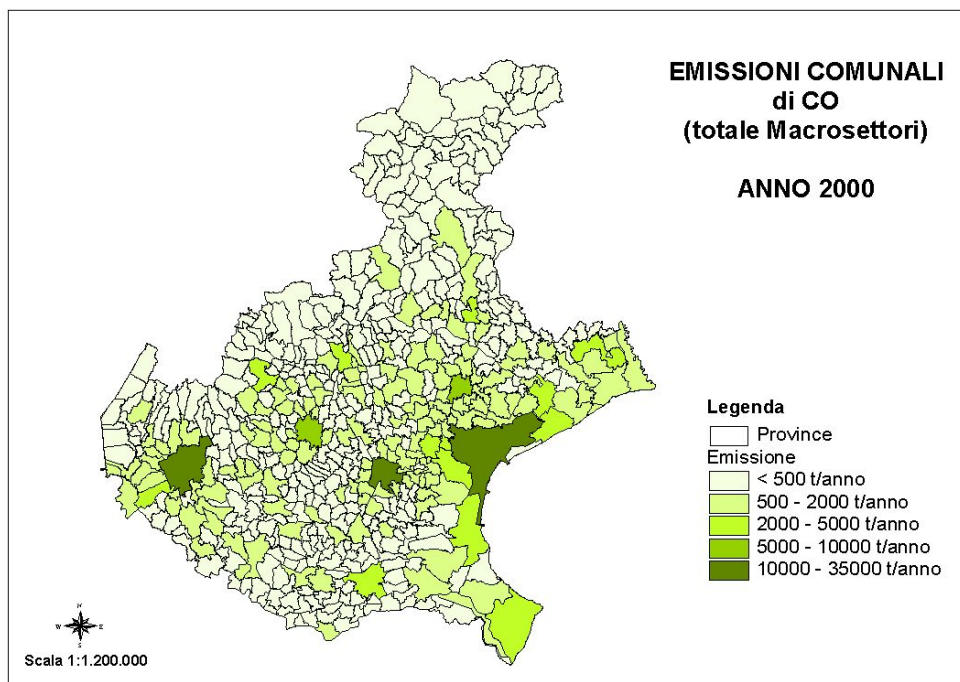 EMISSIONI COMUNALI
di CO
(totale Macrosettori)
ANNO 2000
Legenda
Province
Emissione
< 500 t/anno
500 - 2000 t/anno
2000 - 5000 t/anno
5000 - 10000 t/anno
10000 - 35000 t/anno
N
W E
S
Scala 1:1.200.000